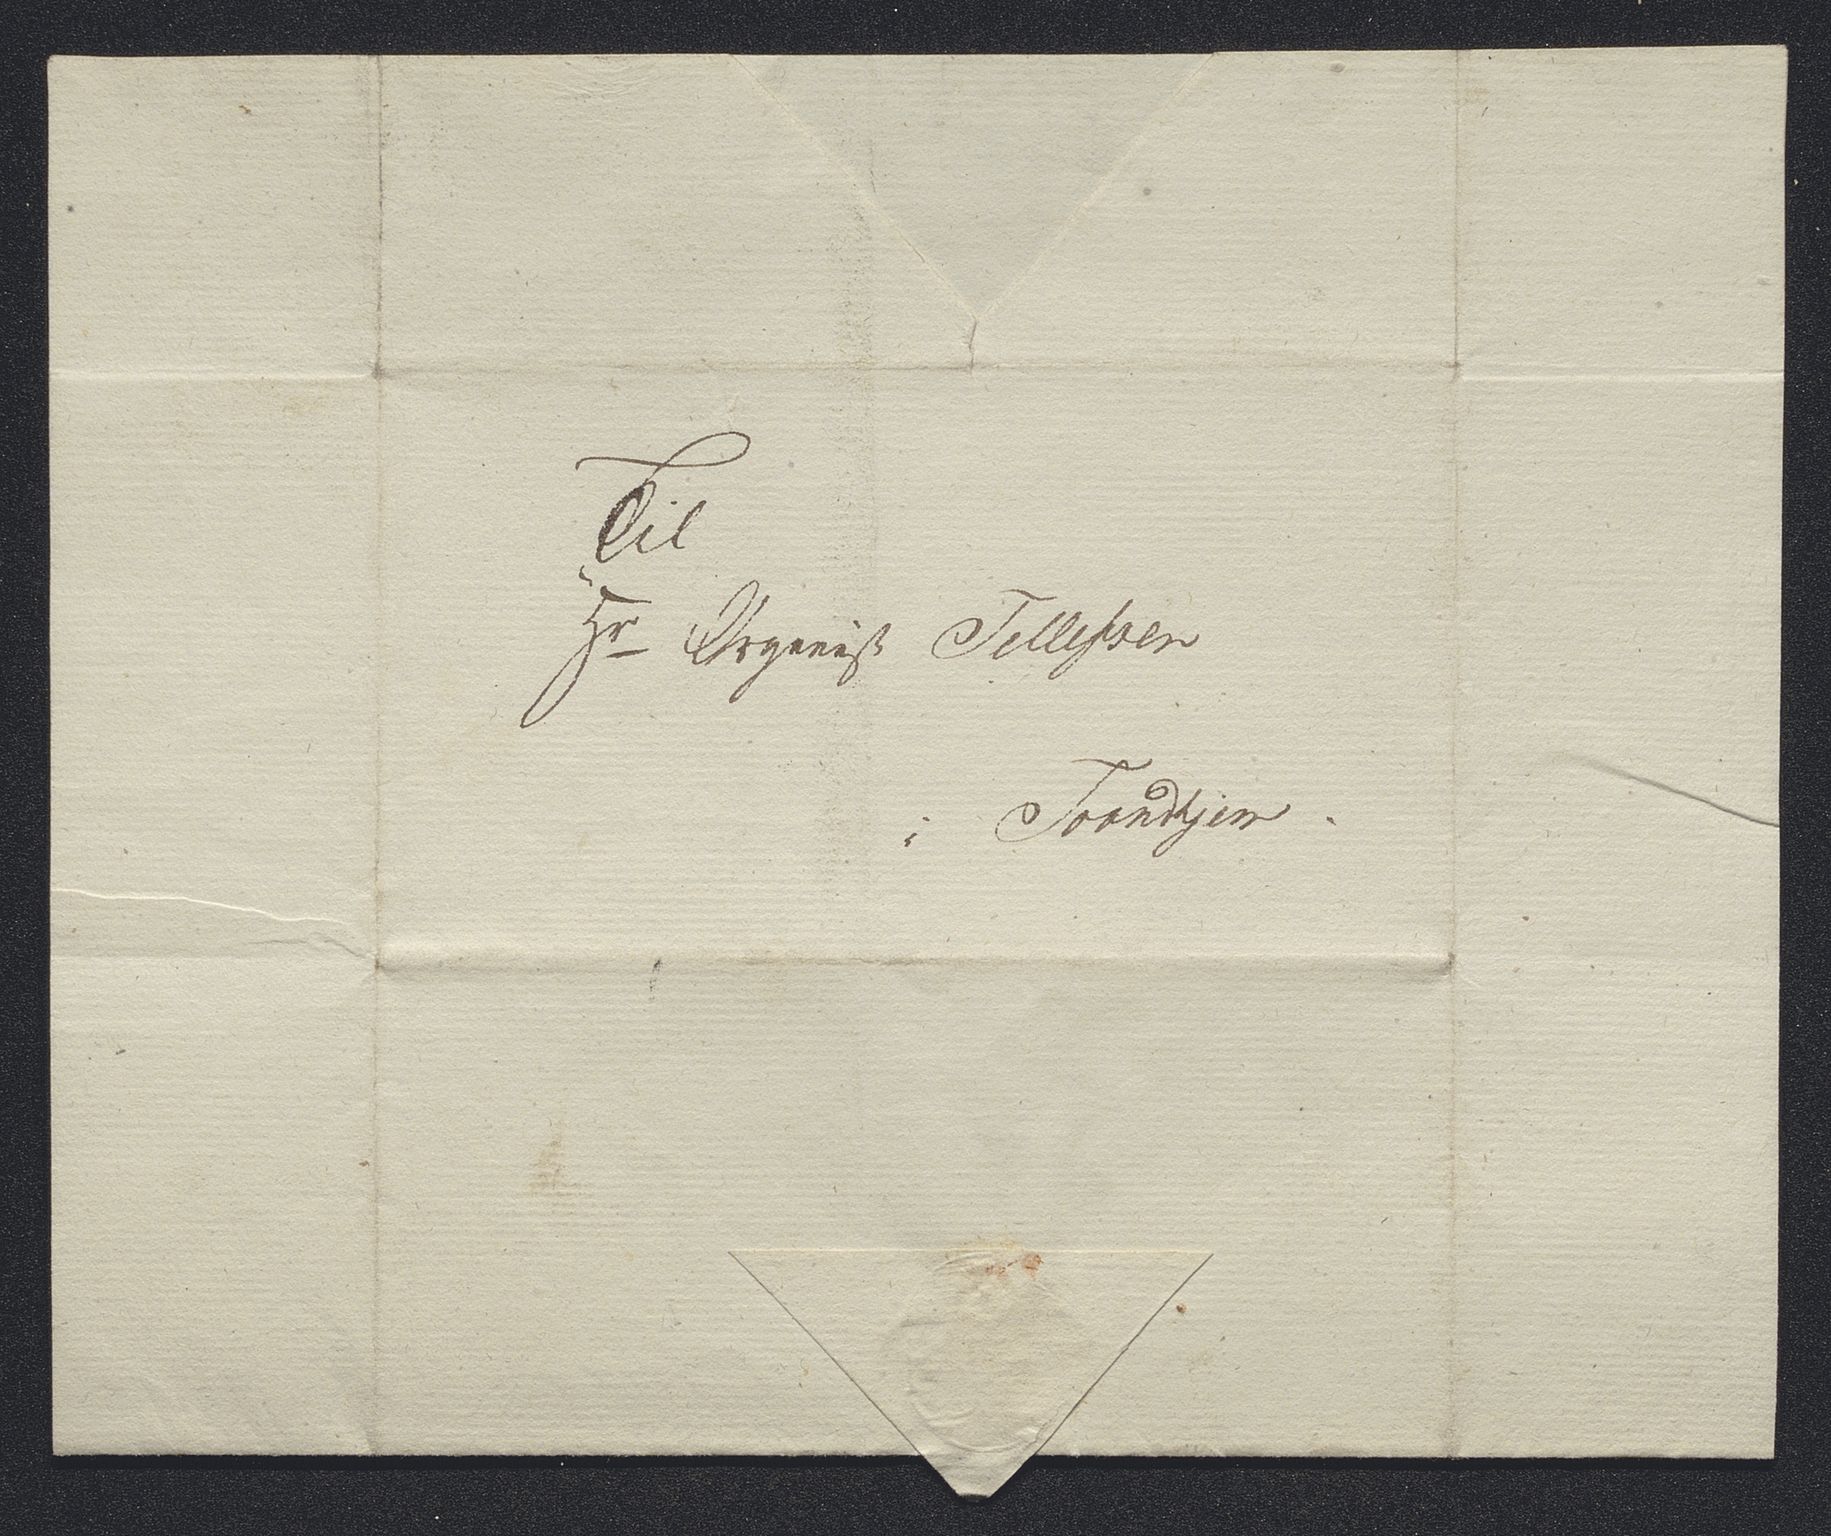 Til
Hr Organist Tellefsen
i Trondhjem.